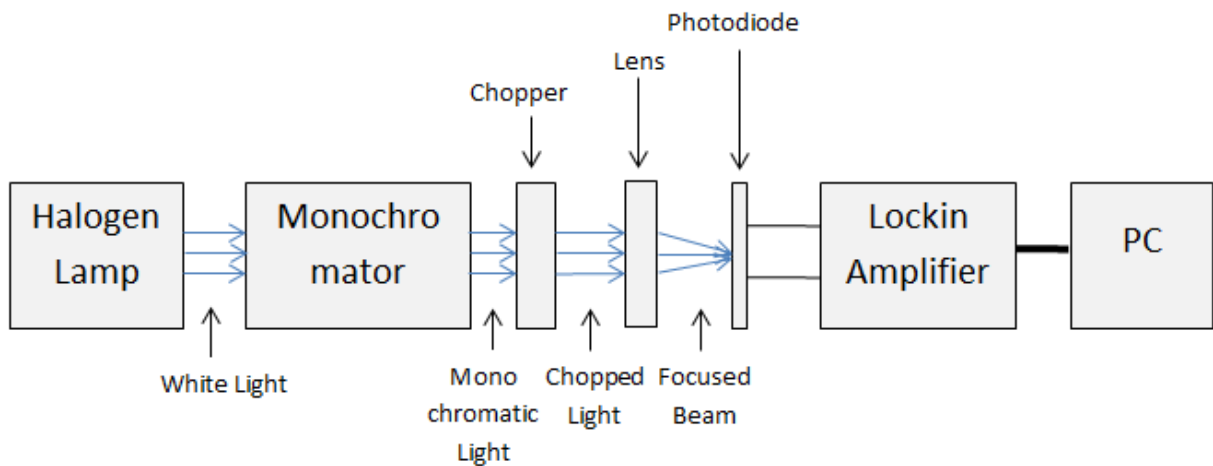 Photodiode
Lens
Chopper
Halogen
Lamp
Monochro
mator
Lockin
Amplifier
PC
White Light
Mono
chromatic
Light
Chopped
Light
Focused
Beam